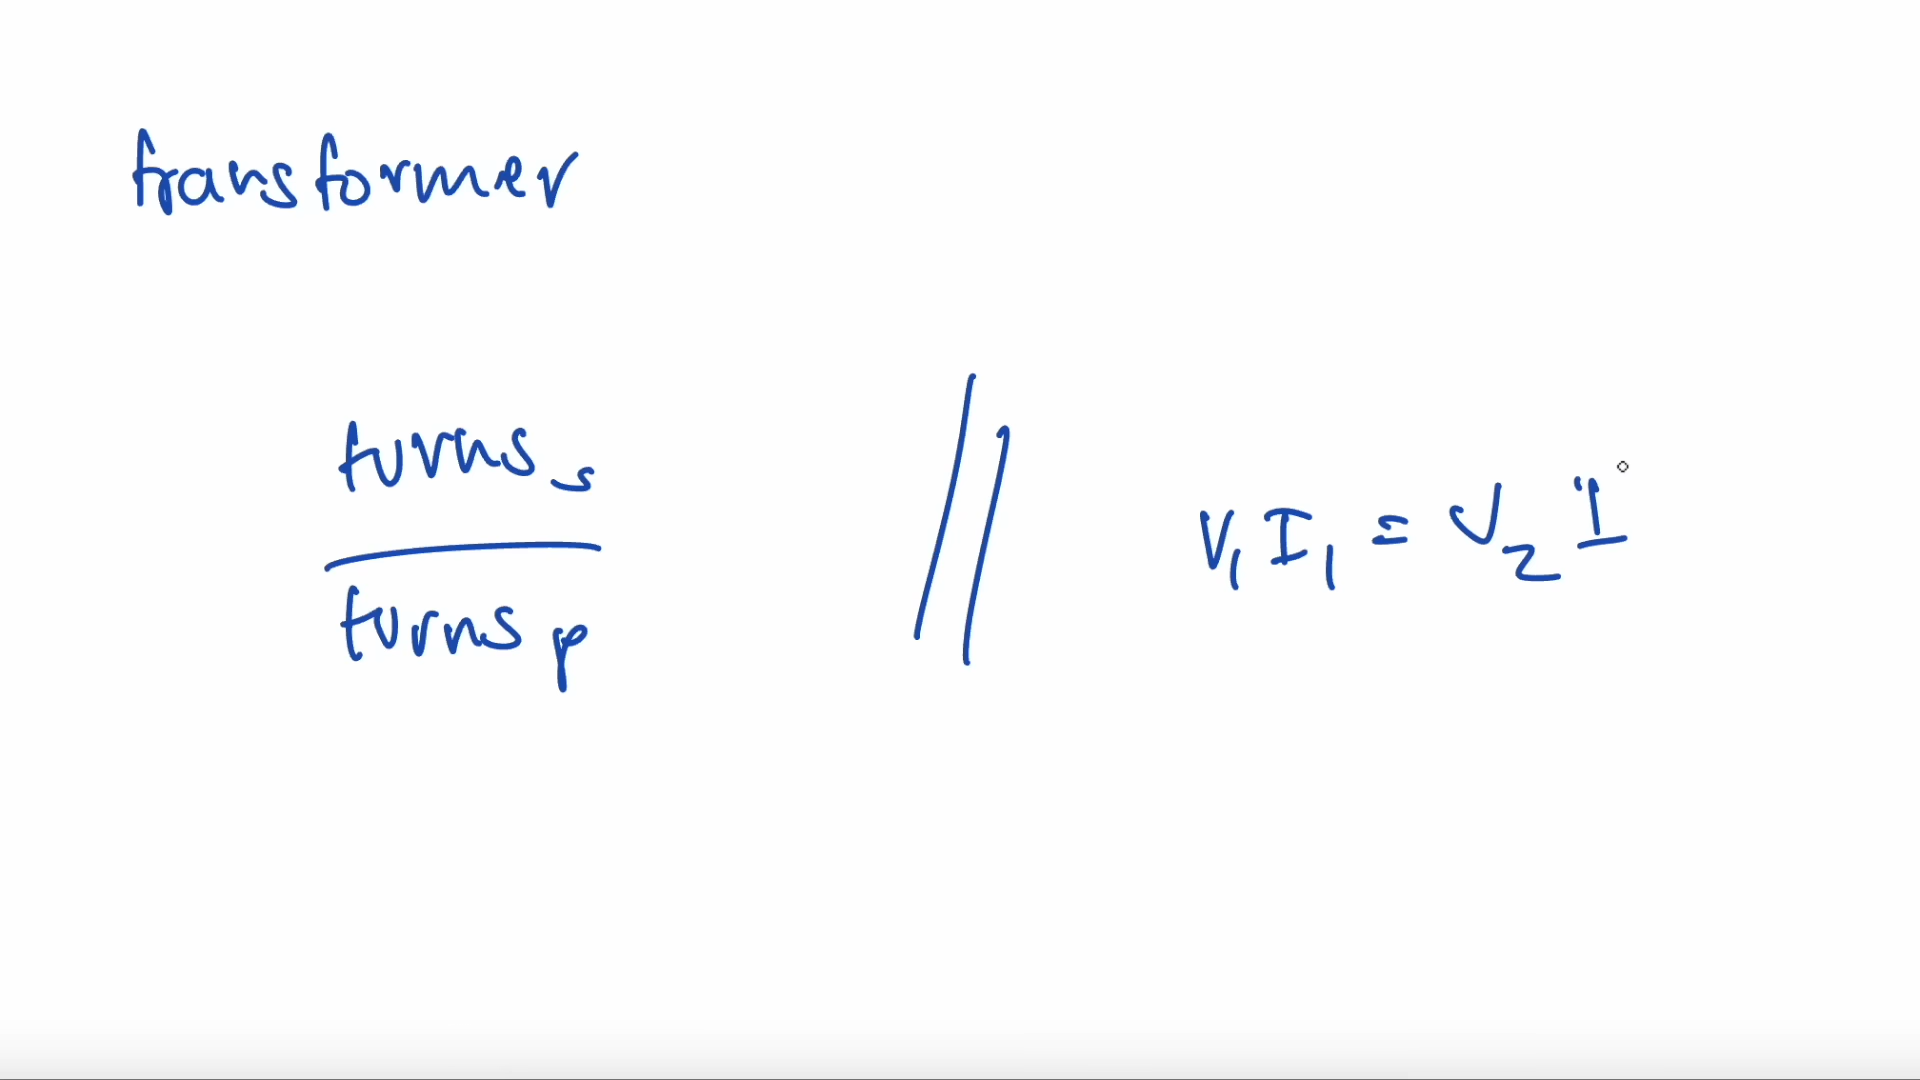 transformer
turns s
turns p
V₁ I₁ = V₂ I